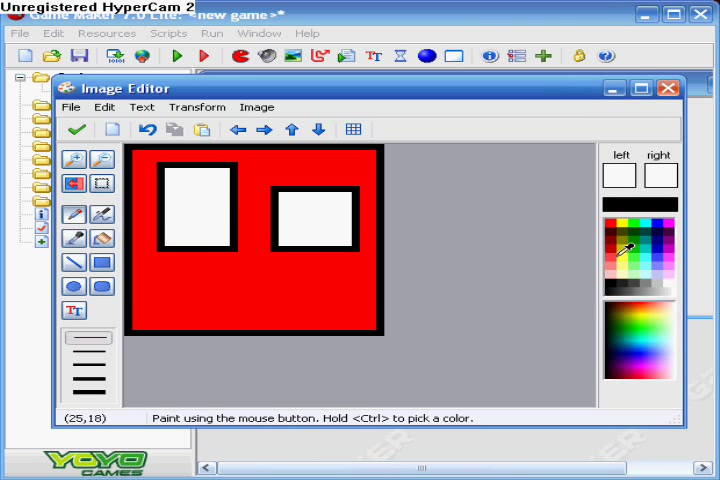 Unregistered HyperCam 2
Game Maker 7.0 Lite: <new game>*
File Edit Resources Scripts Run Window Help
Image Editor
File Edit Text Transform Image
left right
TT
(25,18) Paint using the mouse button. Hold <Ctrl> to pick a color.
YOYO
GAMES